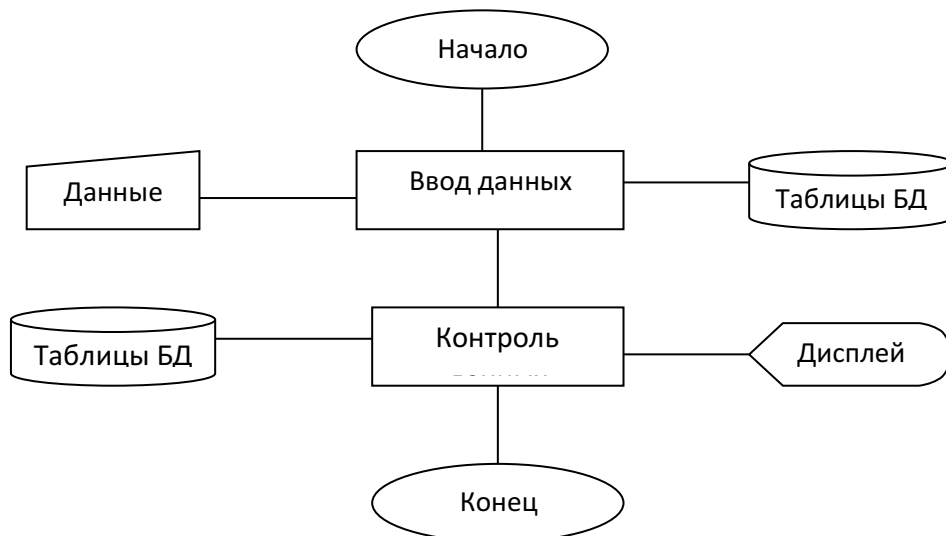 Начало
Данные
Ввод данных
Таблицы БД
Таблицы БД
Контроль
Дисплей
Конец